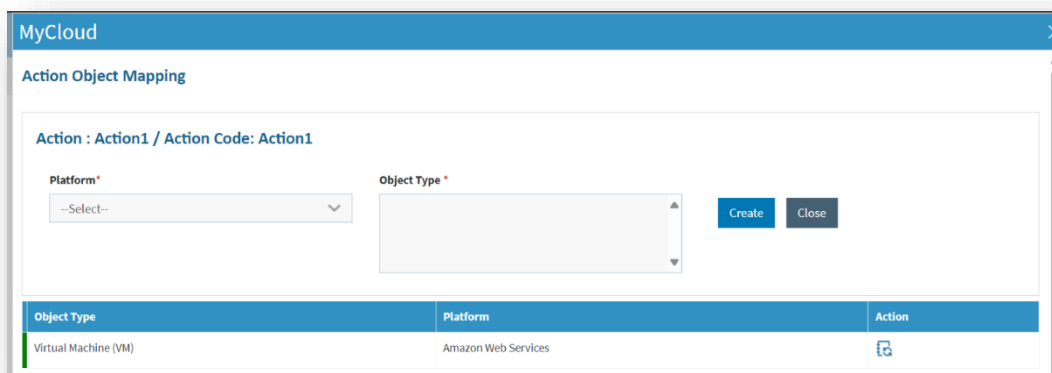 MyCloud
Action Object Mapping
Action : Action1 / Action Code: Action1
Platform* Object Type *
--Select-- Create Close
Object Type Platform Action
Virtual Machine (VM) Amazon Web Services